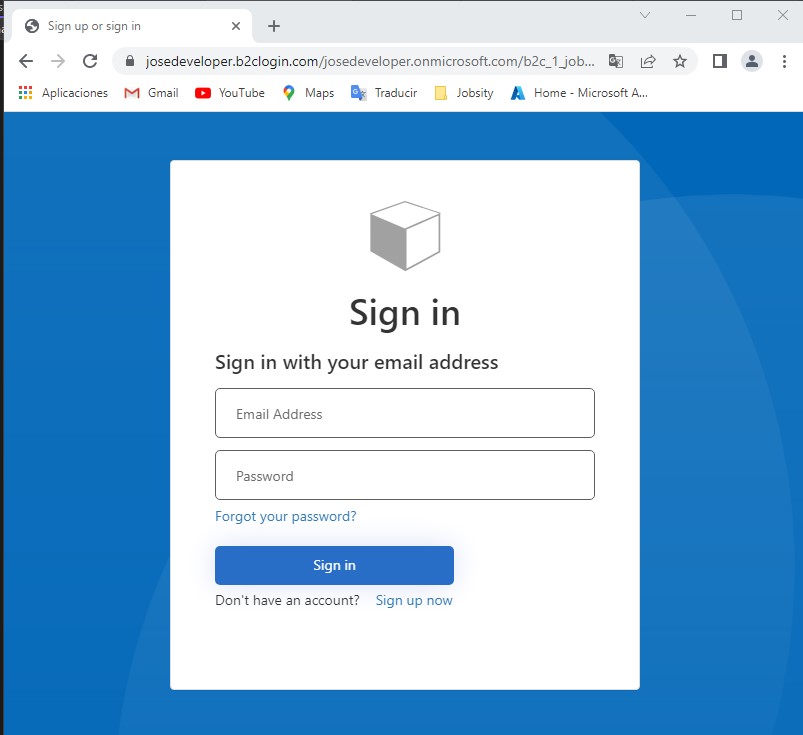 Sign up or sign in
josedeveloper.b2clogin.com/josedeveloper.onmicrosoft.com/b2c_1_job...
Aplicaciones Gmail YouTube Maps Traducir Jobsity Home - Microsoft A...
Sign in
Sign in with your email address
Email Address
Password
Forgot your password?
Sign in
Don't have an account? Sign up now